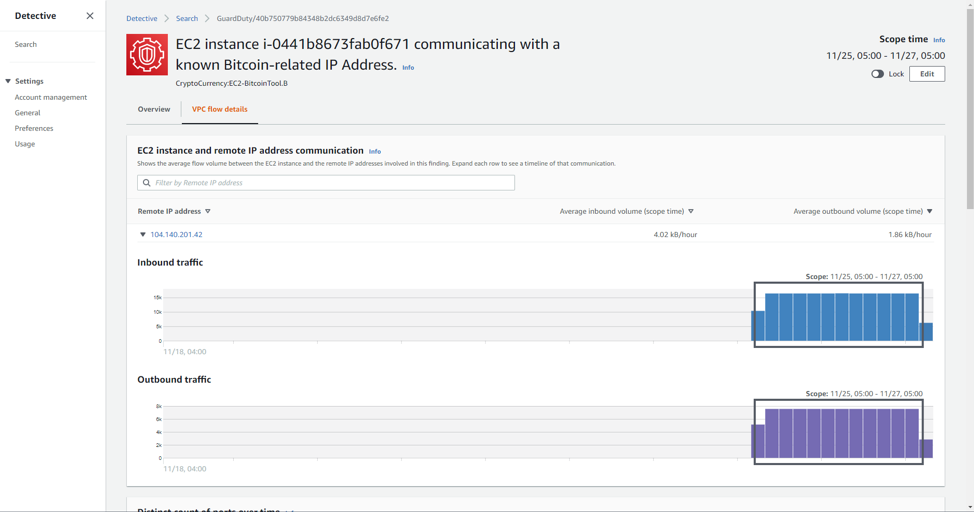 Detective
Search
Settings
Account management
General
Preferences
Usage
Detective
Search
GuardDuty/40b750779b84348b2dc6349d8d7e6fe2
EC2 instance i-0441b8673fab0f671 communicating with a
known Bitcoin-related IP Address. Info
CryptoCurrency:EC2-BitcoinTool.B
Scope time Info
11/25, 05:00 - 11/27, 05:00
Lock
Edit
Overview
VPC flow details
EC2 instance and remote IP address communication Info
Shows the average flow volume between the EC2 instance and the remote IP addresses involved in this finding. Expand each row to see a timeline of that communication.
Filter by Remote IP address
Remote IP address
Average inbound volume (scope time)
Average outbound volume (scope time)
104.140.201.42
4.02 kB/hour
1.86 kB/hour
Inbound traffic
Scope: 11/25, 05:00 - 11/27, 05:00
15k
10k
5k
0
11/18, 04:00
Outbound traffic
Scope: 11/25, 05:00 - 11/27, 05:00
8k
6k
4k
2k
0
11/18, 04:00
Distinct count of ports over time